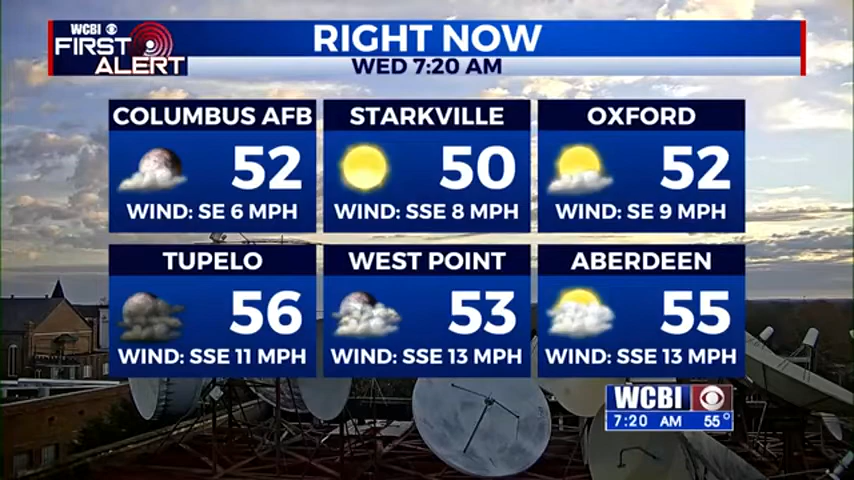 WCBI
FIRST
ALERT
RIGHT NOW
WED 7:20 AM
COLUMBUS AFB
52
WIND: SE 6 MPH
STARKVILLE
50
WIND: SSE 8 MPH
OXFORD
52
WIND: SE 9 MPH
TUPELO
56
WIND: SSE 11 MPH
WEST POINT
53
WIND: SSE 13 MPH
ABERDEEN
55
WIND: SSE 13 MPH
WCBI
7:20 AM 55°